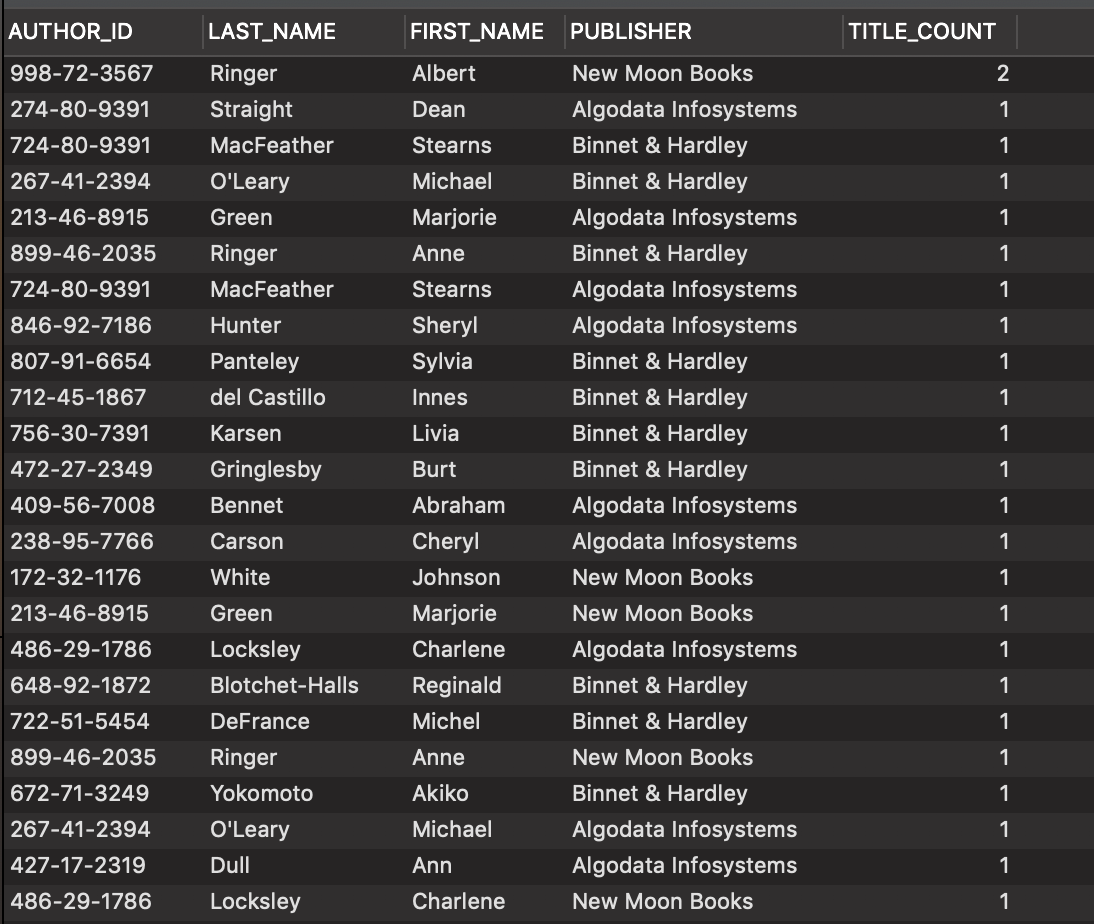 AUTHOR_ID LAST_NAME FIRST_NAME PUBLISHER TITLE_COUNT
998-72-3567 Ringer Albert New Moon Books 2
274-80-9391 Straight Dean Algodata Infosystems 1
724-80-9391 MacFeather Stearns Binnet & Hardley 1
267-41-2394 O'Leary Michael Binnet & Hardley 1
213-46-8915 Green Marjorie Algodata Infosystems 1
899-46-2035 Ringer Anne Binnet & Hardley 1
724-80-9391 MacFeather Stearns Algodata Infosystems 1
846-92-7186 Hunter Sheryl Algodata Infosystems 1
807-91-6654 Panteley Sylvia Binnet & Hardley 1
712-45-1867 del Castillo Innes Binnet & Hardley 1
756-30-7391 Karsen Livia Binnet & Hardley 1
472-27-2349 Gringlesby Burt Binnet & Hardley 1
409-56-7008 Bennet Abraham Algodata Infosystems 1
238-95-7766 Carson Cheryl Algodata Infosystems 1
172-32-1176 White Johnson New Moon Books 1
213-46-8915 Green Marjorie New Moon Books 1
486-29-1786 Locksley Charlene Algodata Infosystems 1
648-92-1872 Blotchet-Halls Reginald Binnet & Hardley 1
722-51-5454 DeFrance Michel Binnet & Hardley 1
899-46-2035 Ringer Anne New Moon Books 1
672-71-3249 Yokomoto Akiko Binnet & Hardley 1
267-41-2394 O'Leary Michael Algodata Infosystems 1
427-17-2319 Dull Ann Algodata Infosystems 1
486-29-1786 Locksley Charlene New Moon Books 1